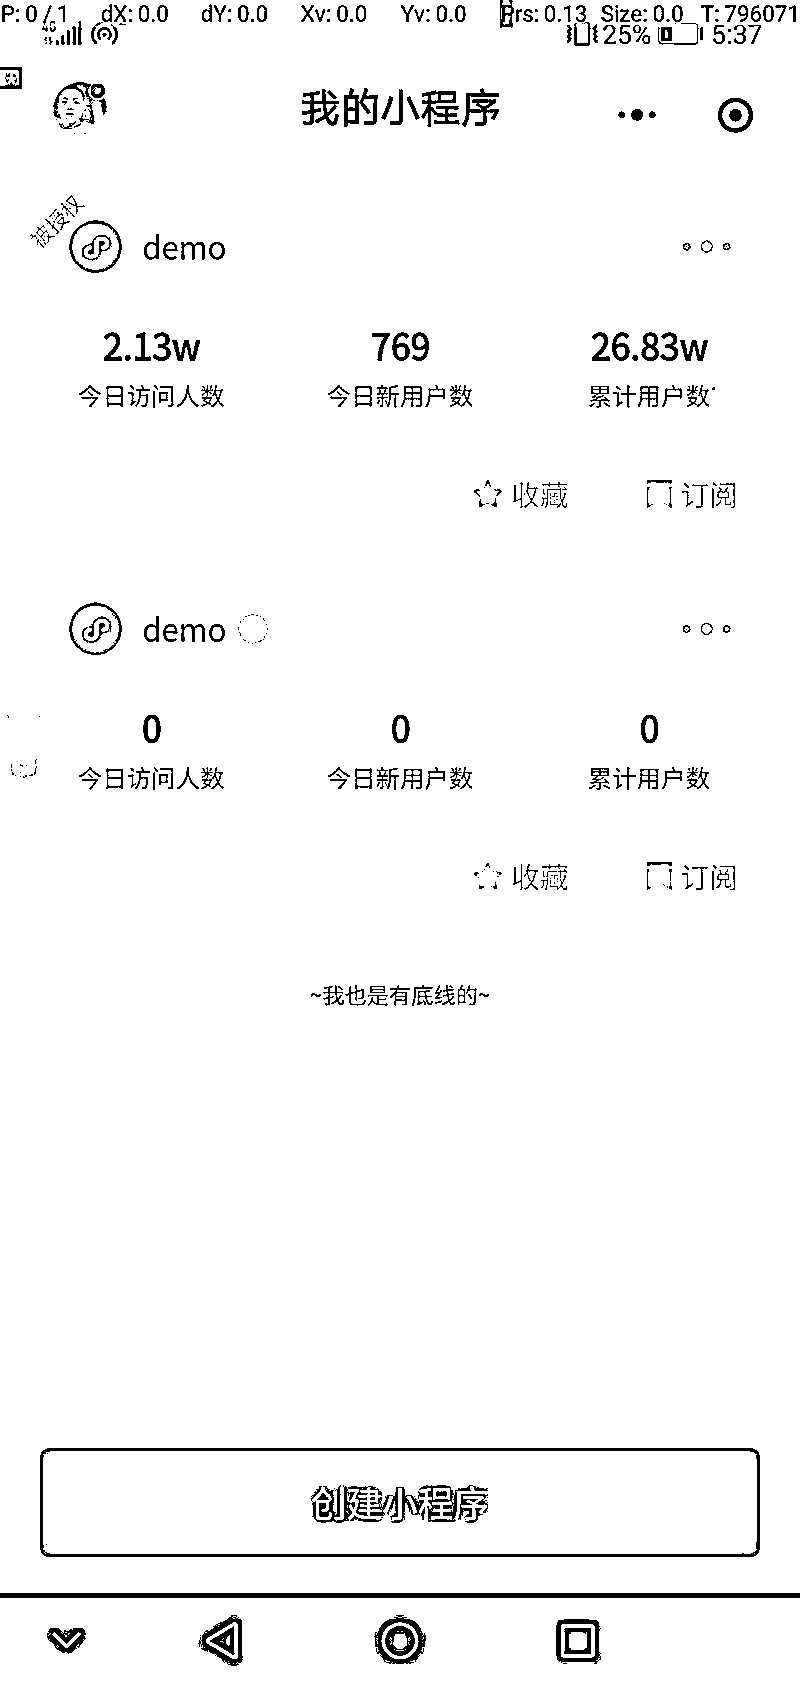 P: 0 / 1 dX: 0.0 dY: 0.0 Xv: 0.0 Yv: 0.0 Prs: 0.13 Size: 0.0 T: 796071
4G 25% 5:37
我的小程序
被授权
demo
2.13w 769 26.83w
今日访问人数 今日新用户数 累计用户数
收藏 订阅
demo
0 0 0
今日访问人数 今日新用户数 累计用户数
收藏 订阅
~我也是有底线的~
创建小程序